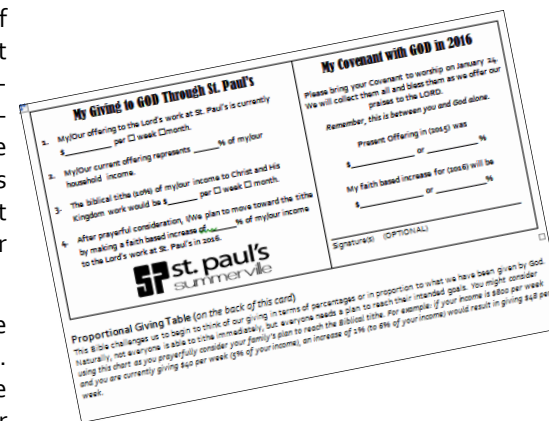 f
t
-
-
e
s
t
r
e
.
e
r
My Giving to GOD Through St. Paul's
1. My/Our offering to the Lord's work at St. Paul's is currently
$________ per ☐ week ☐month.
2. My/Our current offering represents _____% of my/our
household income.
3- The biblical tithe (10%) of my/our income to Christ and His
Kingdom work would be $______ per ☐ week ☐ month.
4. After prayerful consideration, I/We plan to move toward the tithe
by making a faith based increase of ______% of my/our income
to the Lord's work at St. Paul's in 2016.
SP st. paul's
summerville
My Covenant with GOD in 2016
Please bring your Covenant to worship on January 24.
We will collect them all and bless them as we offer our
praises to the LORD.
Remember, this is between you and God alone.
Present Offering in (2015) was
$__________ or __________%
My faith based increase for (2016) will be
$__________ or __________%
Signature(s) (OPTIONAL)
Proportional Giving Table (on the back of this card)
This Bible challenges us to begin to think of our giving in terms of percentages or in proportion to what we have been given by God.
Naturally, not everyone is able to tithe immediately, but everyone needs a plan to reach their intended goals. You might consider
using this chart as you prayerfully consider your family's plan to reach the Biblical tithe. For example: if your income is $800 per week
and you are currently giving $40 per week (5% of your income), an increase of 1% (to 6% of your income) would result in giving $48 per
week.